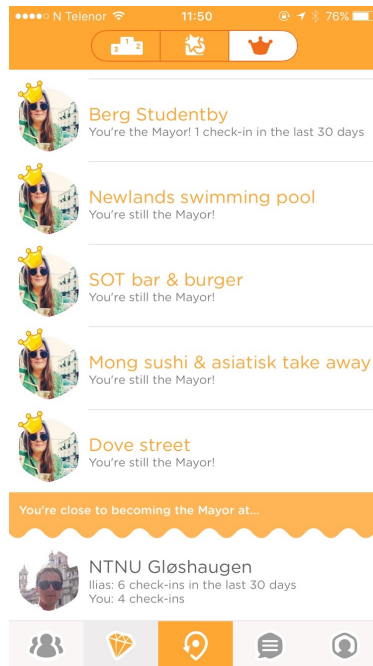 N Telenor 11:50 76%
3 1 2
Berg Studentby
You're the Mayor! 1 check-in in the last 30 days
Newlands swimming pool
You're still the Mayor!
SOT bar & burger
You're still the Mayor!
Mong sushi & asiatisk take away
You're still the Mayor!
Dove street
You're still the Mayor!
You're close to becoming the Mayor at...
NTNU Gløshaugen
Ilias: 6 check-ins in the last 30 days
You: 4 check-ins